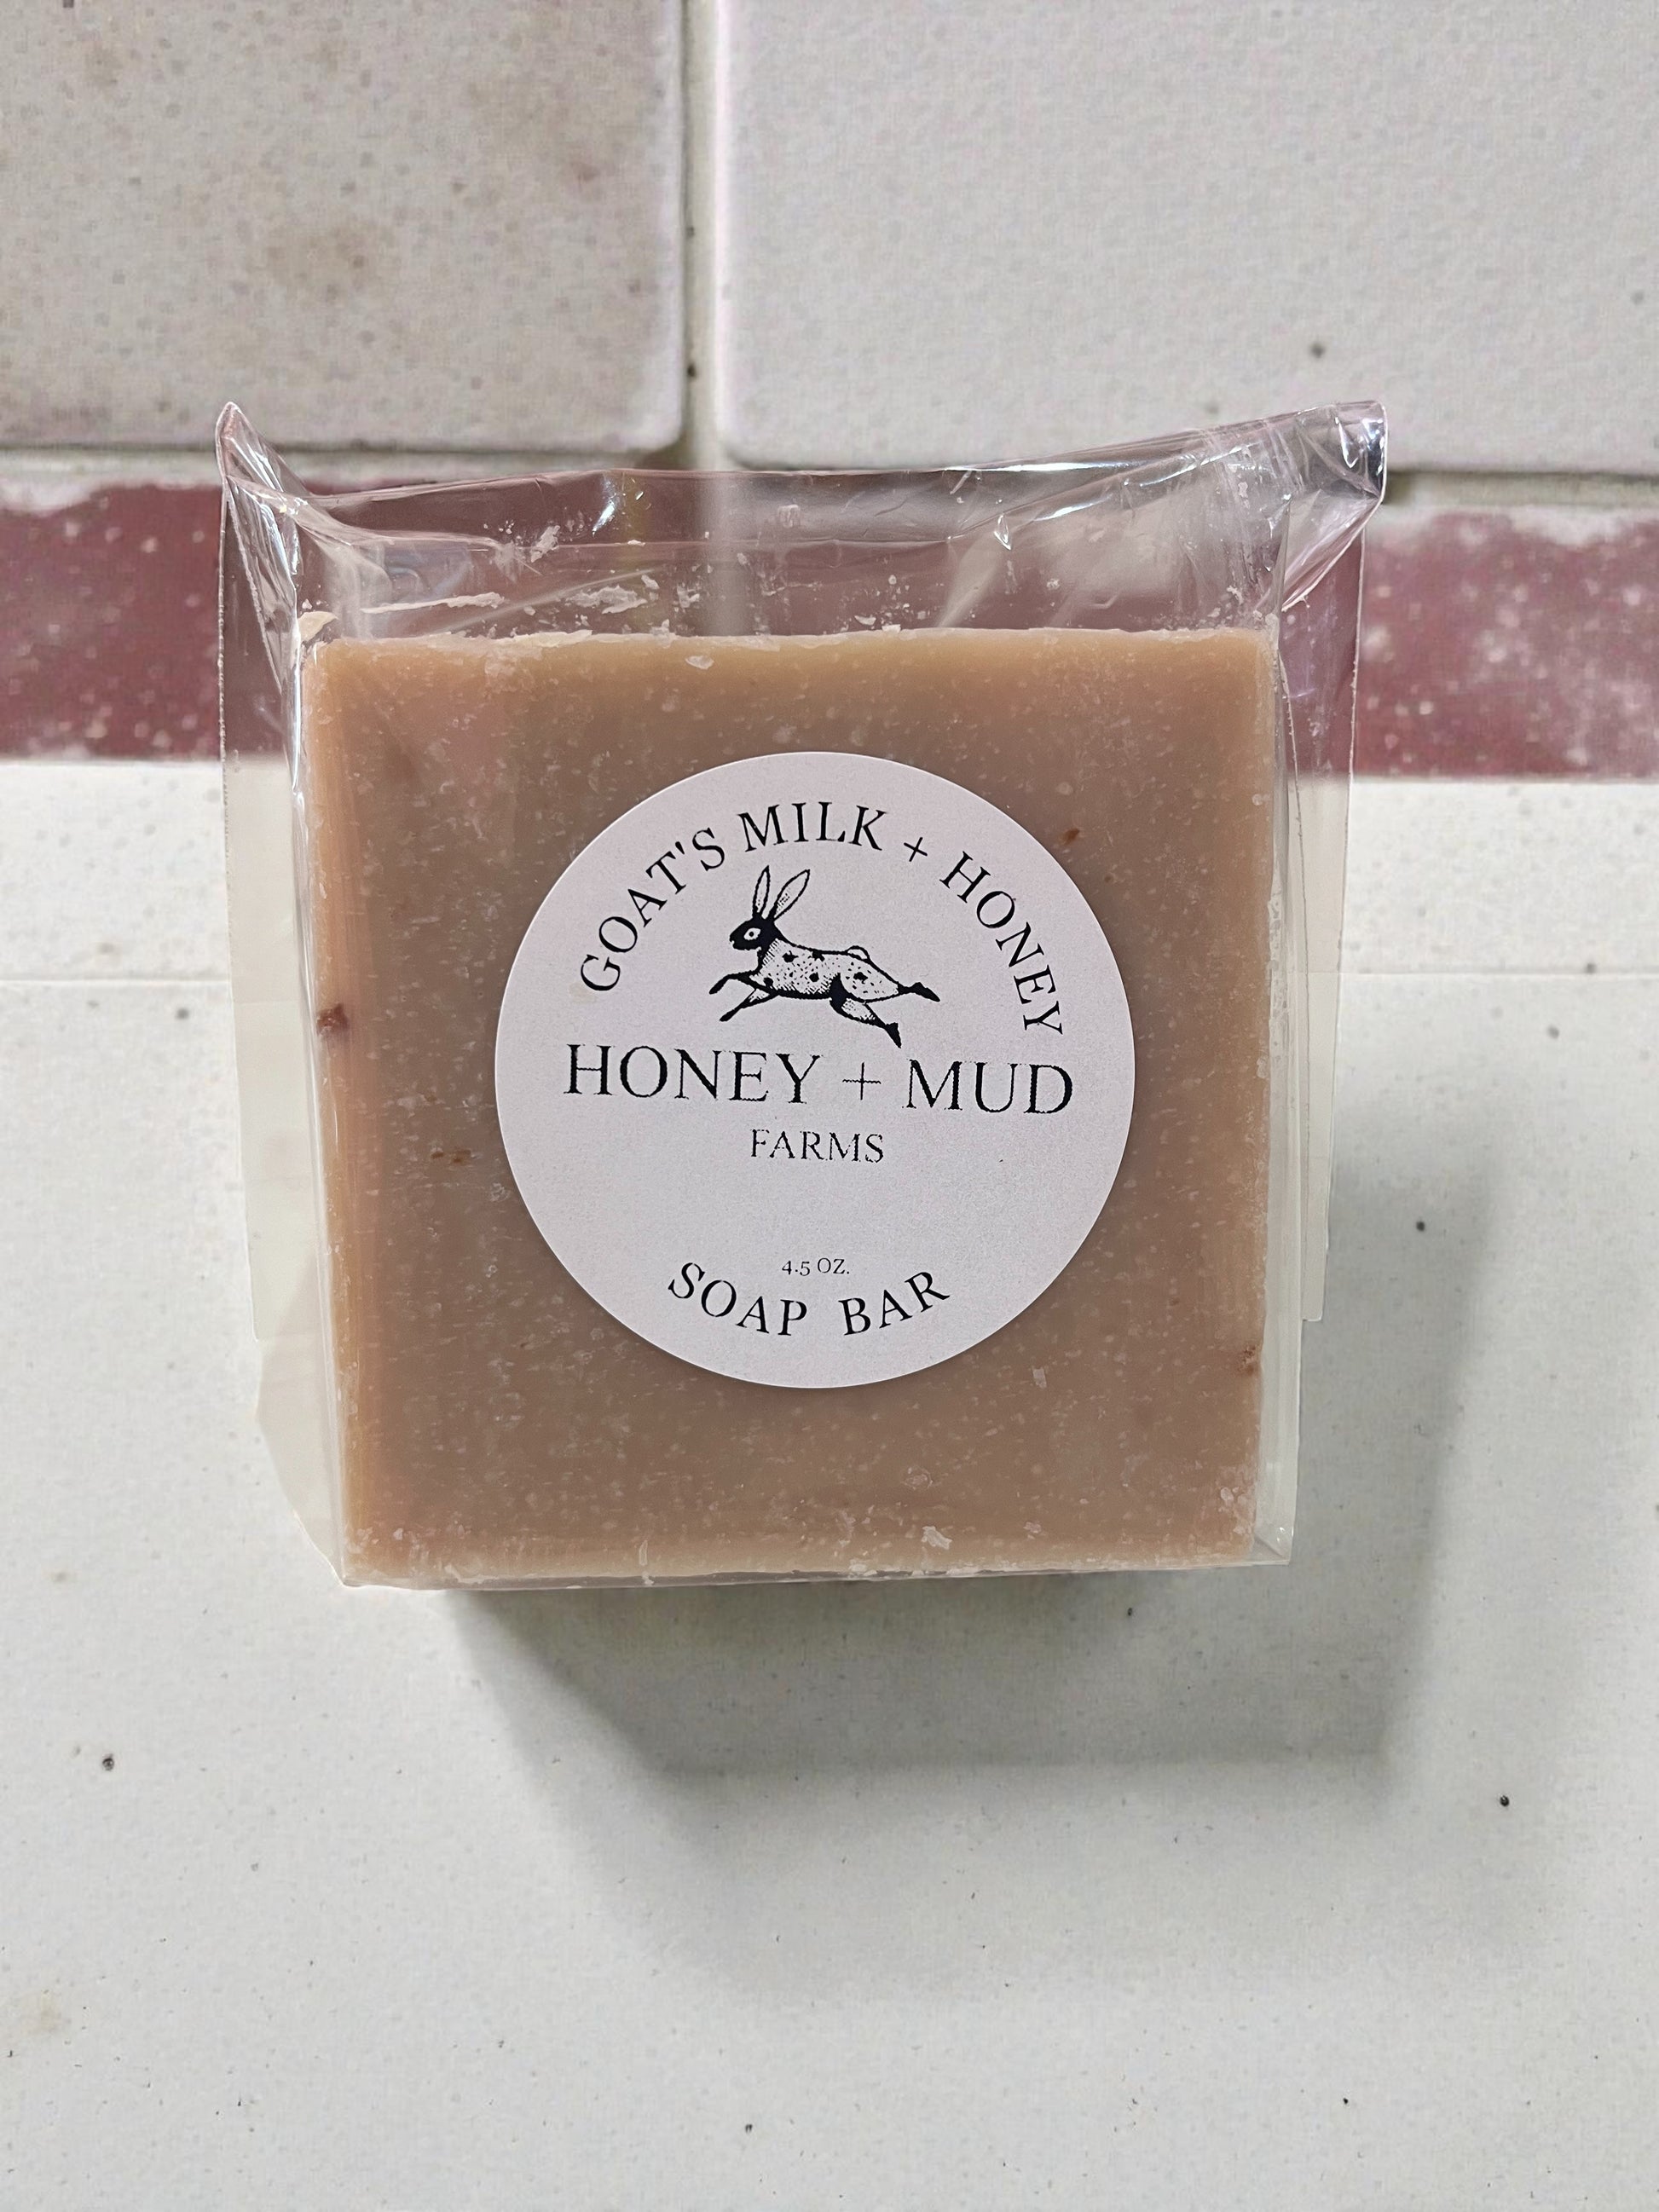 GOAT'S MILK + HONEY
HONEY + MUD
FARMS
4.5 OZ.
SOAP BAR